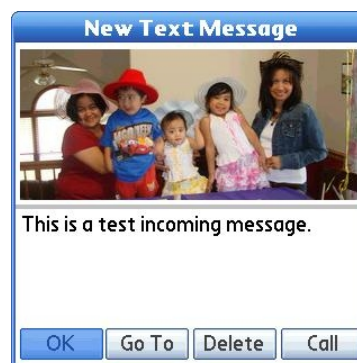 New Text Message
This is a test incoming message.
OK
Go To
Delete
Call